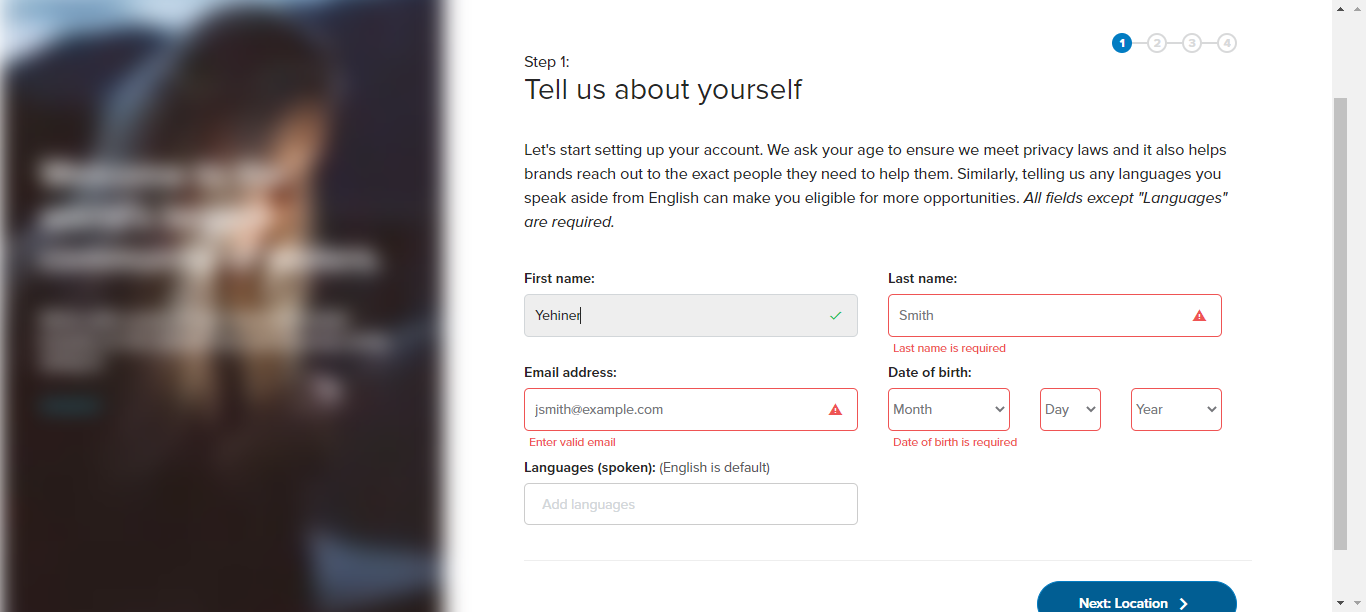 1 2 3 4
Step 1:
Tell us about yourself
Let's start setting up your account. We ask your age to ensure we meet privacy laws and it also helps
brands reach out to the exact people they need to help them. Similarly, telling us any languages you
speak aside from English can make you eligible for more opportunities. All fields except "Languages"
are required.
First name: Last name:
Yehiner Smith
Last name is required
Email address: Date of birth:
jsmith@example.com Month Day Year
Enter valid email Date of birth is required
Languages (spoken): (English is default)
Add languages
Next: Location